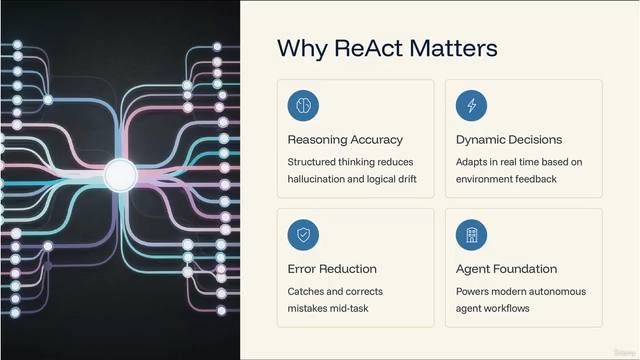 Why ReAct Matters
Reasoning Accuracy
Structured thinking reduces
hallucination and logical drift
Dynamic Decisions
Adapts in real time based on
environment feedback
Error Reduction
Catches and corrects
mistakes mid-task
Agent Foundation
Powers modern autonomous
agent workflows